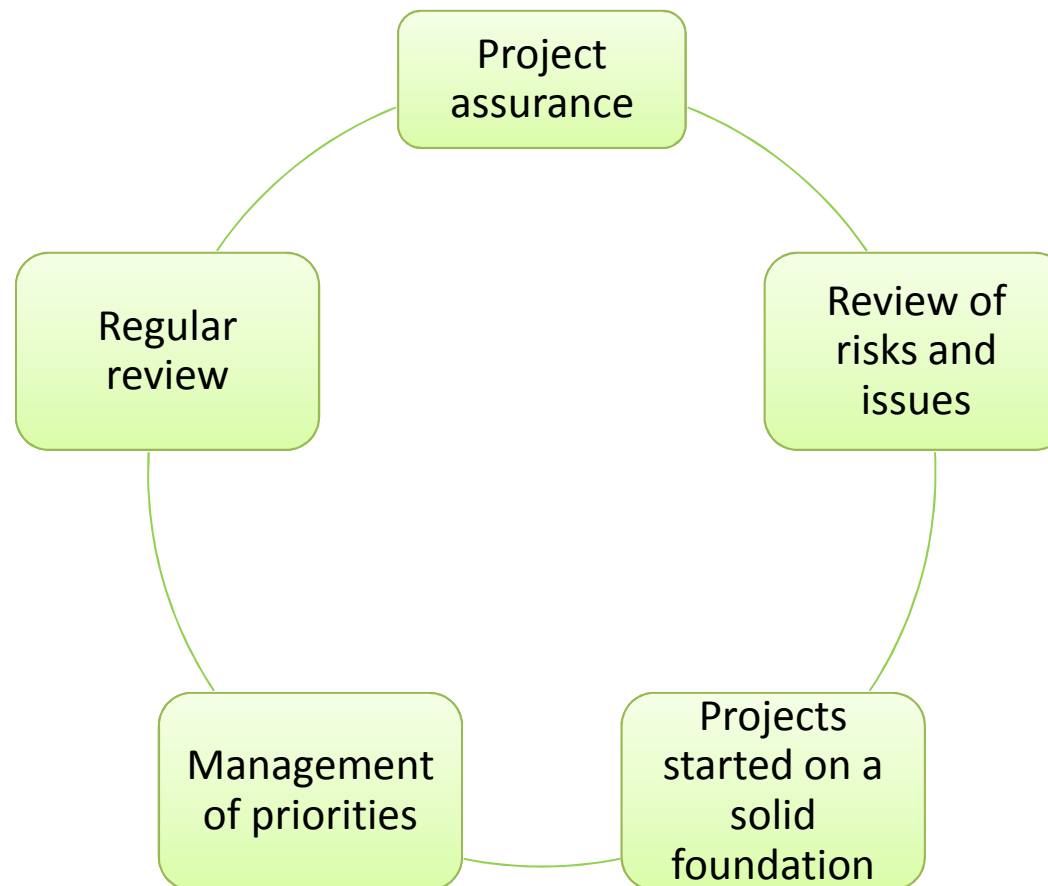 Project
assurance
Review of
risks and
issues
Projects
started on a
solid
foundation
Management
of priorities
Regular
review